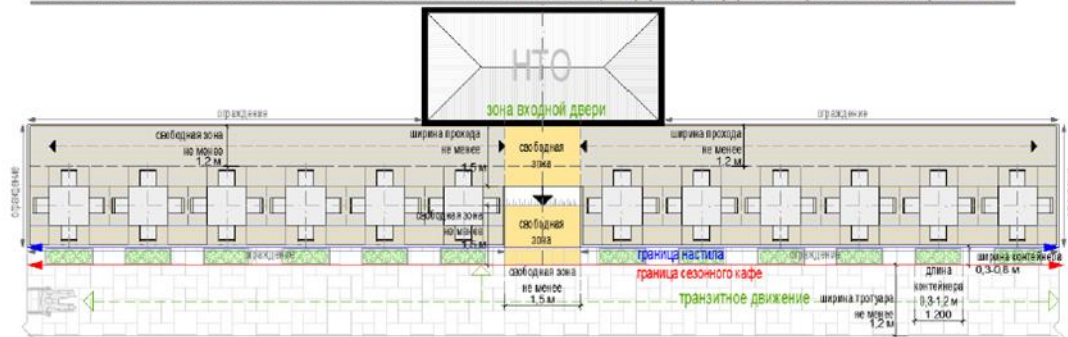 НТО
зона входной двери
ограждение
ограждение
свободная зона
не менее
1,2 м
ширина прохода
не менее
1,5 м
свободная
зона
ширина прохода
не менее
1,2 м
ограждение
свободная зона
не менее
1,5 м
свободная
зона
ограждение
граница настила
ограждение
ширина контейнера
0,3-0,6 м
граница сезонного кафе
свободная зона
не менее
1,5 м
транзитное движение
ширина тротуара
не менее
1,2 м
длина
контейнера
0,3-1,2 м
1 200